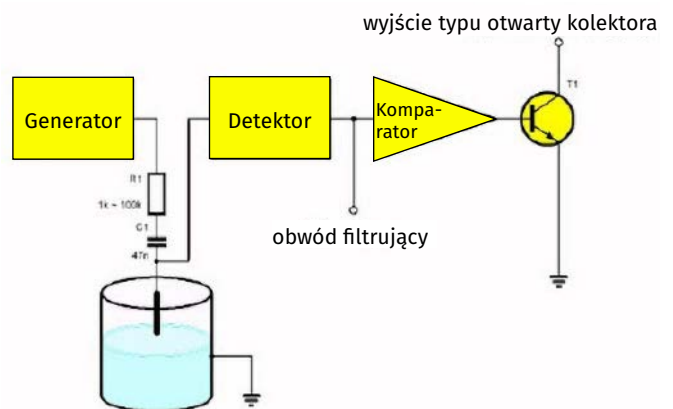 wyjście typu otwarty kolektora
T1
Generator
Detektor
Kompa-
rator
R1
1k ~ 100k
C1
47n
obwód filtrujący